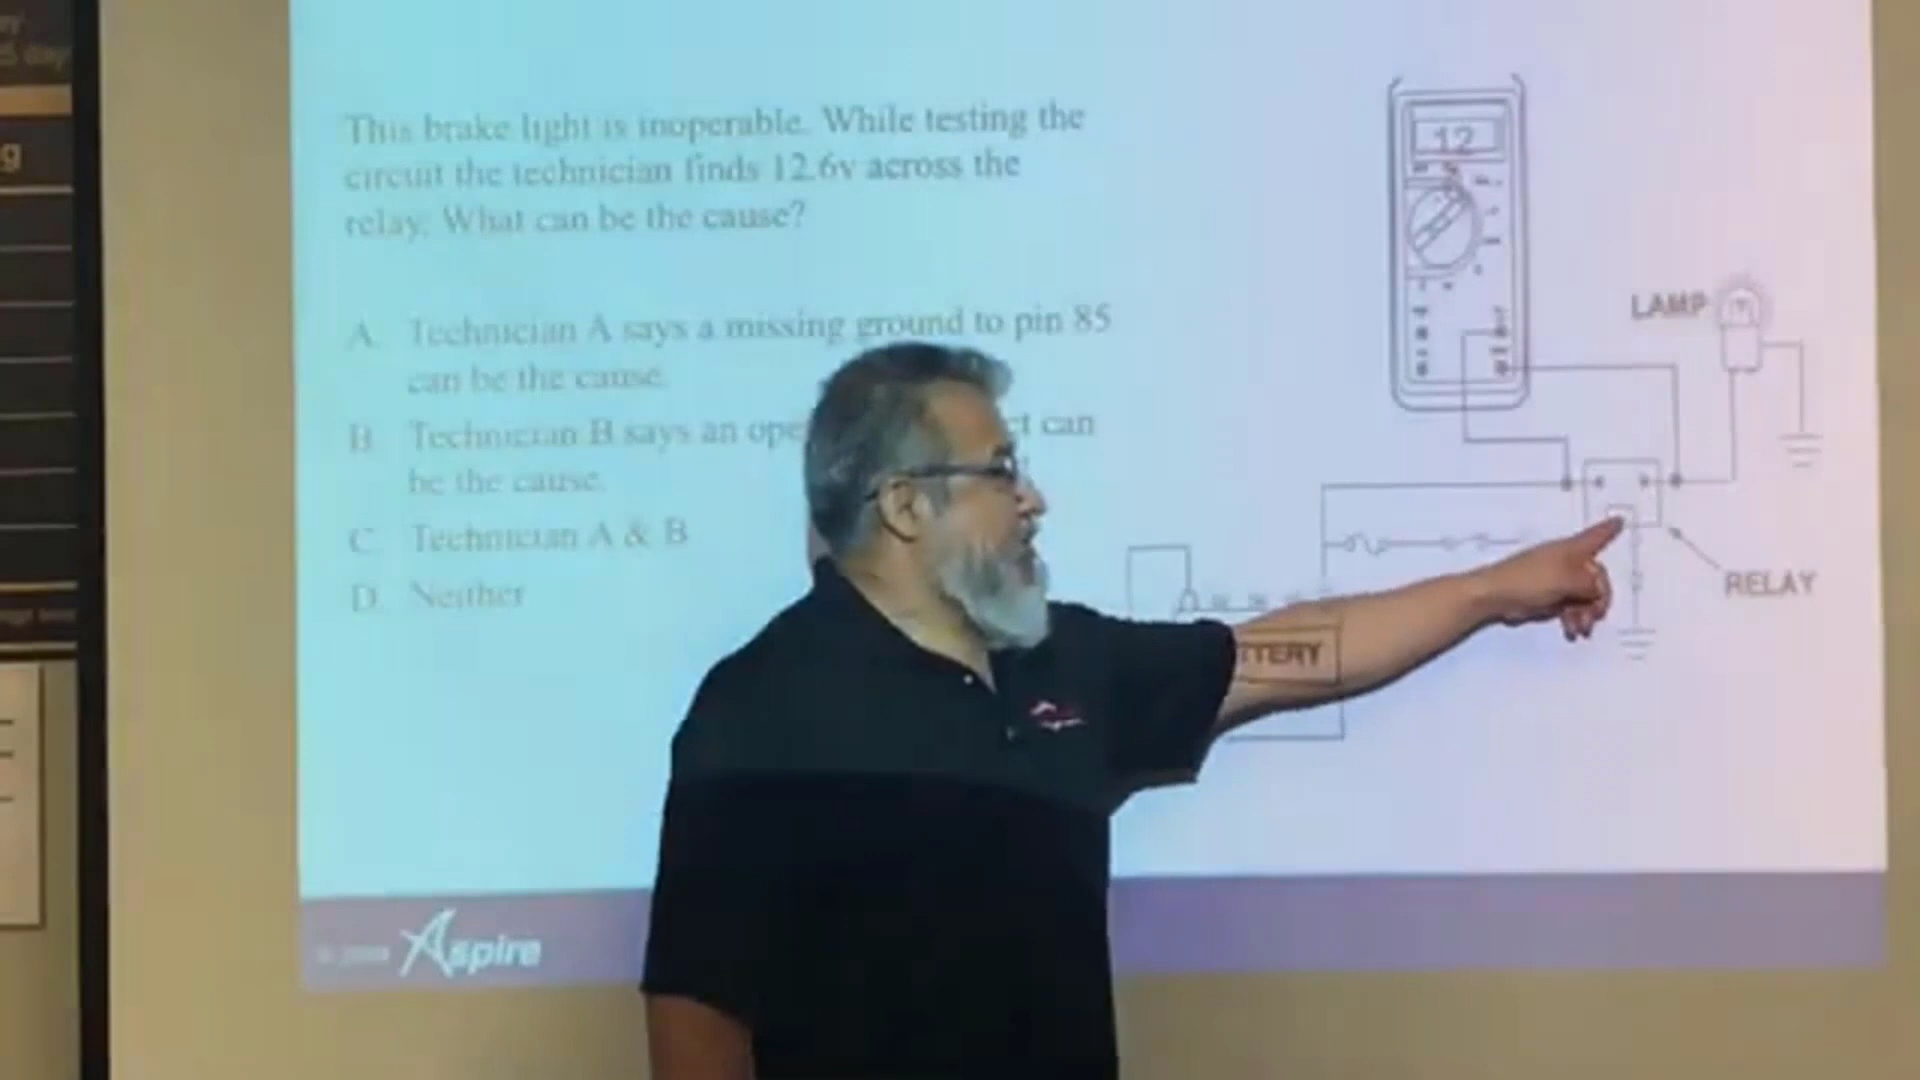 This brake light is inoperable. While testing the
circuit the technician finds 12.6v across the
relay. What can be the cause?
A. Technician A says a missing ground to pin 85
can be the cause.
B. Technician B says an ope ct can
be the cause.
C. Technician A & B
D. Neither
12
LAMP
RELAY
TTERY
Aspire
g